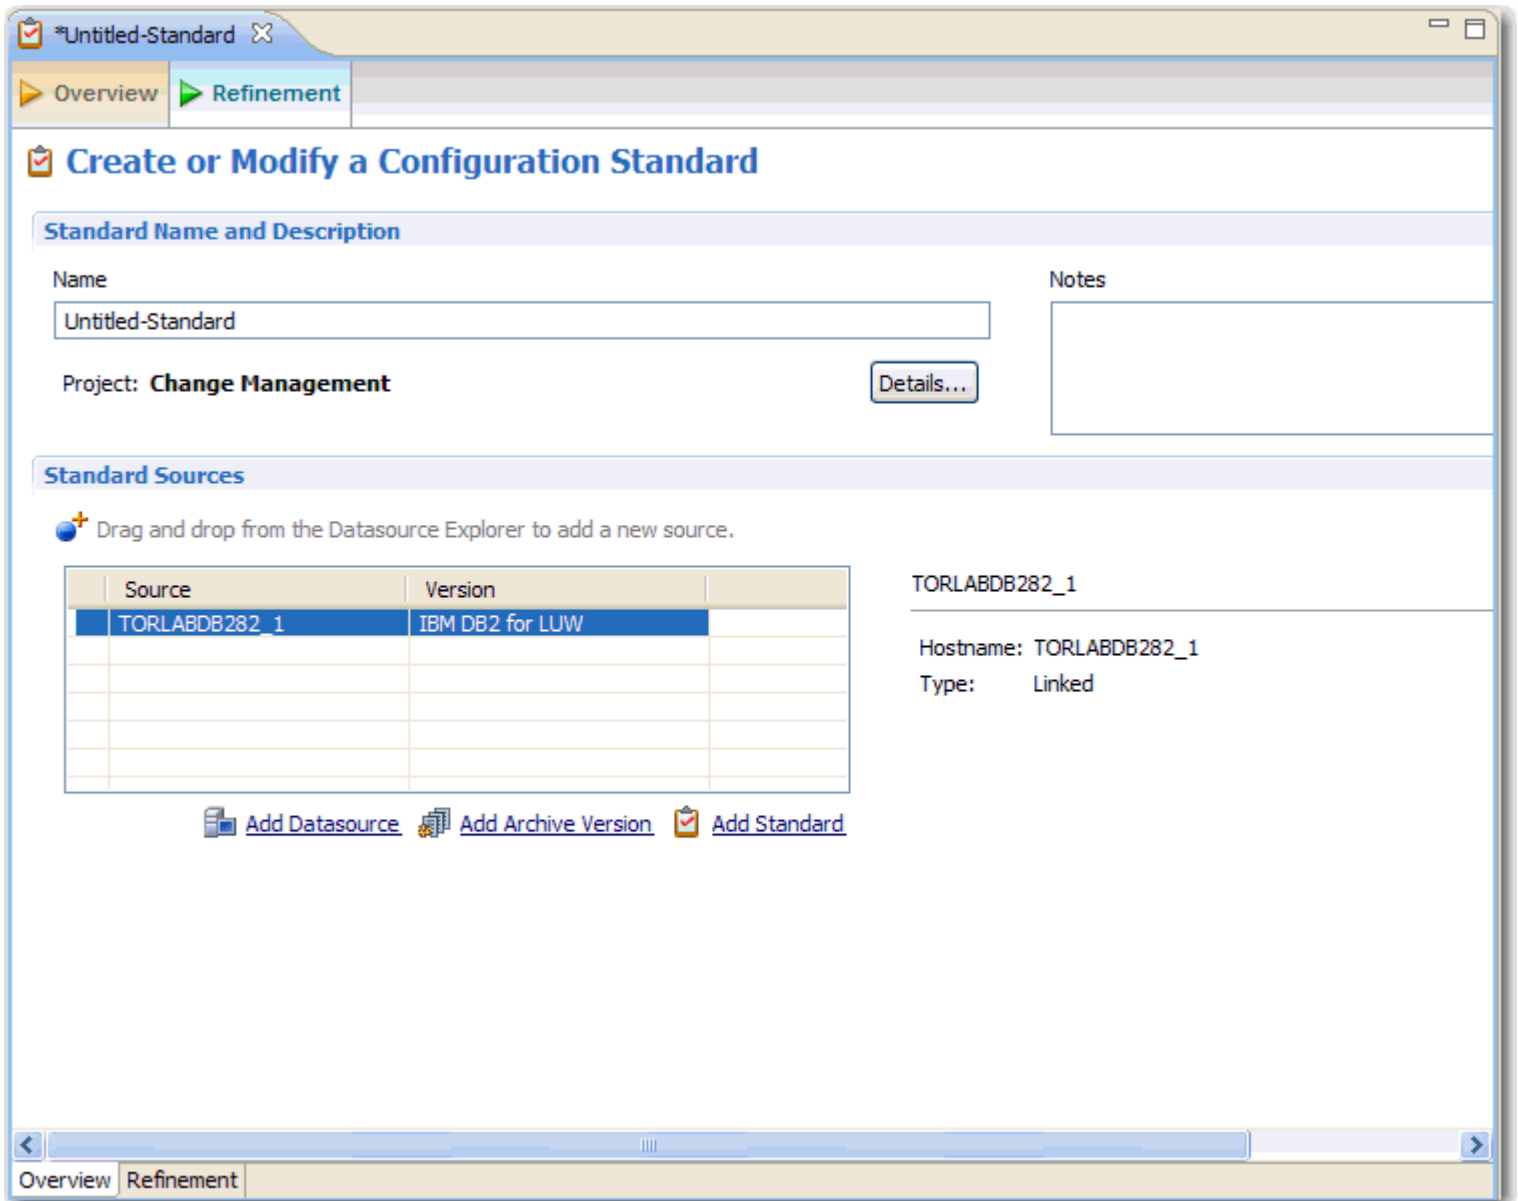 *Untitled-Standard
Overview Refinement
Create or Modify a Configuration Standard
Standard Name and Description
Name Notes
Untitled-Standard
Project: Change Management Details...
Standard Sources
Drag and drop from the Datasource Explorer to add a new source.
Source Version
TORLABDB282_1 IBM DB2 for LUW
TORLABDB282_1
Hostname: TORLABDB282_1
Type: Linked
Add Datasource Add Archive Version Add Standard
Overview Refinement